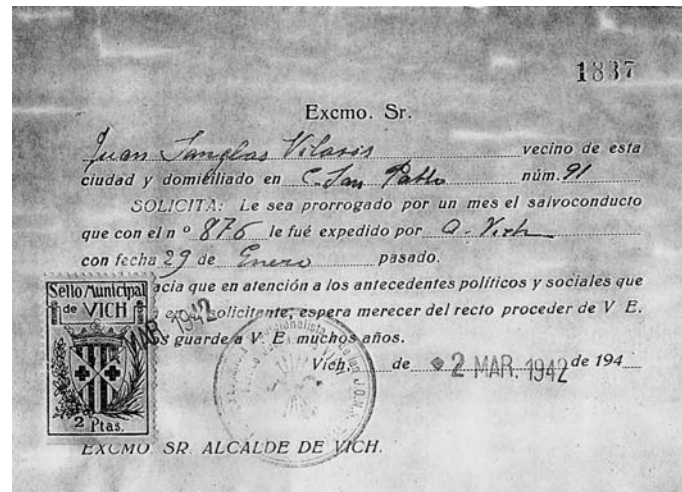 1837
Excmo. Sr.
Juan Sanglas Vilasis vecino de esta
ciudad y domiciliado en C. San Pablo núm. 91
SOLICITA: Le sea prorrogado por un mes el salvoconducto
que con el nº 876 le fué expedido por A. Vich
con fecha 29 de Enero pasado.
acia que en atención a los antecedentes políticos y sociales que
solicitante, espera merecer del recto proceder de V E.
s guarde a V. E. muchos años.
Vich, de 2 MAR. 1942 de 194
EXCMO SR. ALCALDE DE VICH.
Sello Municipal
de VICH
MAR. 1942
2 Ptas.